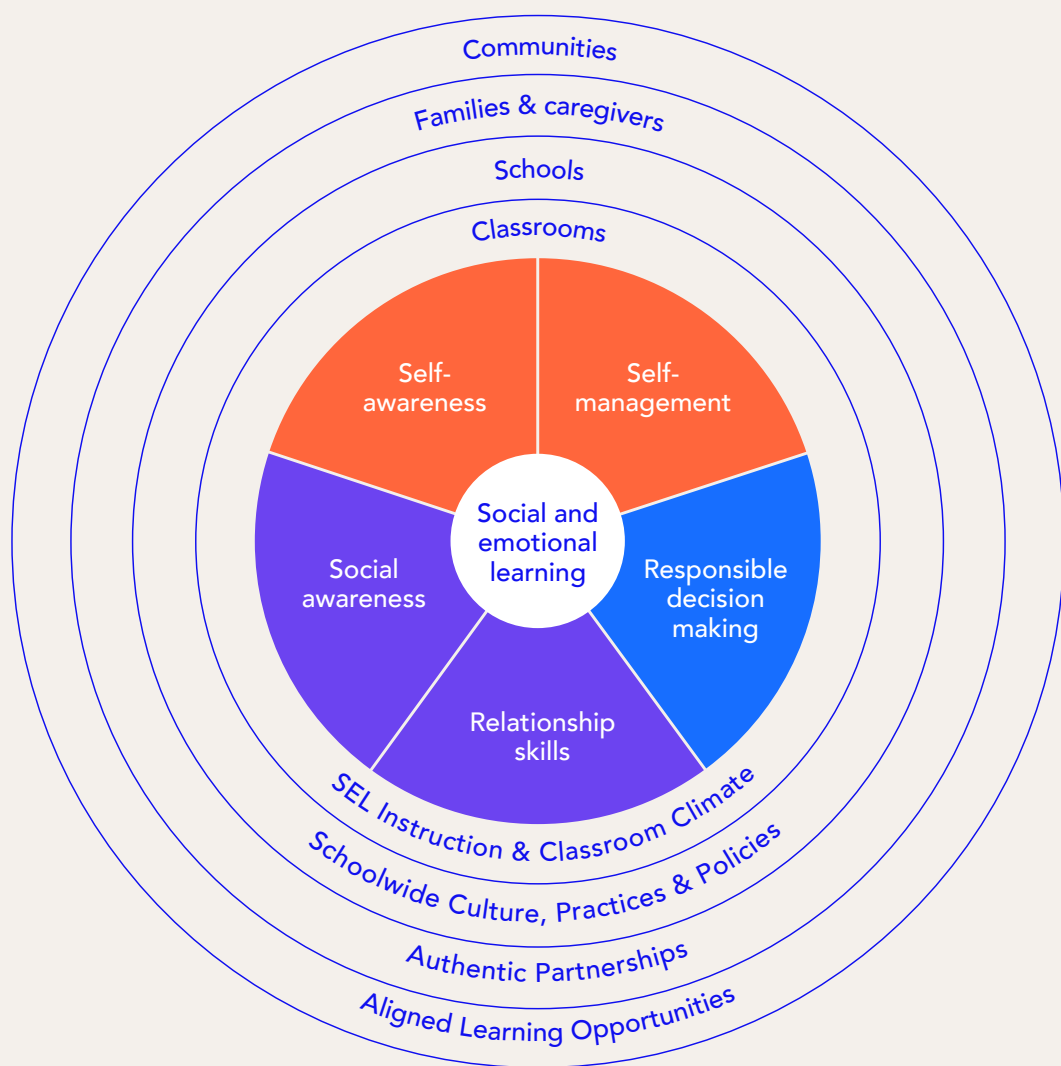 Communities
Families & caregivers
Schools
Classrooms
Self-
awareness
Self-
management
Social and
emotional
learning
Social
awareness
Responsible
decision
making
Relationship
skills
SEL Instruction & Classroom Climate
Schoolwide Culture, Practices & Policies
Authentic Partnerships
Aligned Learning Opportunities